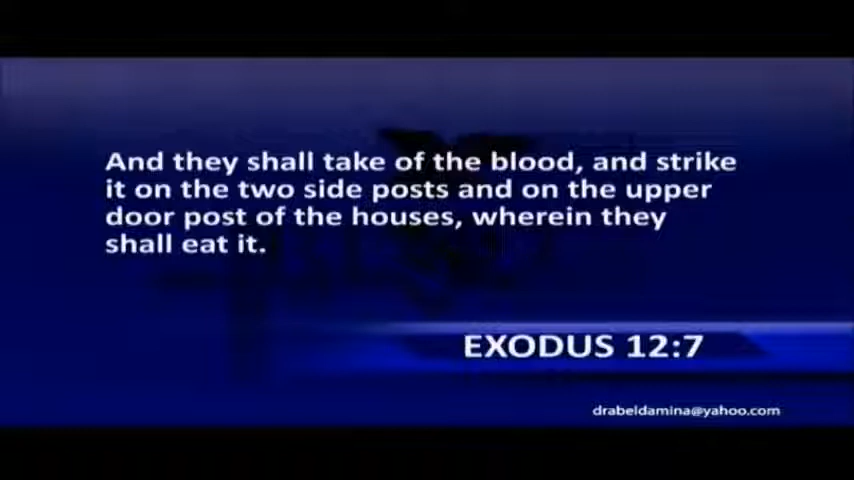 And they shall take of the blood, and strike
it on the two side posts and on the upper
door post of the houses, wherein they
shall eat it.
EXODUS 12:7
drabeldamina@yahoo.com